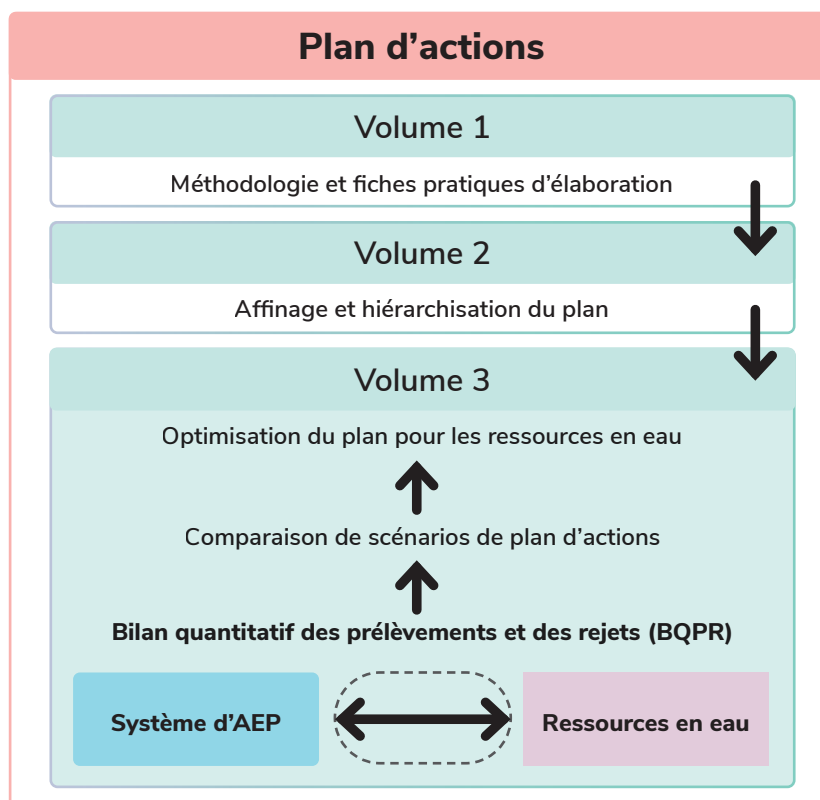 Plan d’actions
Volume 1
Méthodologie et fiches pratiques d’élaboration
Volume 2
Affinage et hiérarchisation du plan
Volume 3
Optimisation du plan pour les ressources en eau
Comparaison de scénarios de plan d’actions
Bilan quantitatif des prélèvements et des rejets (BQPR)
Système d’AEP
Ressources en eau